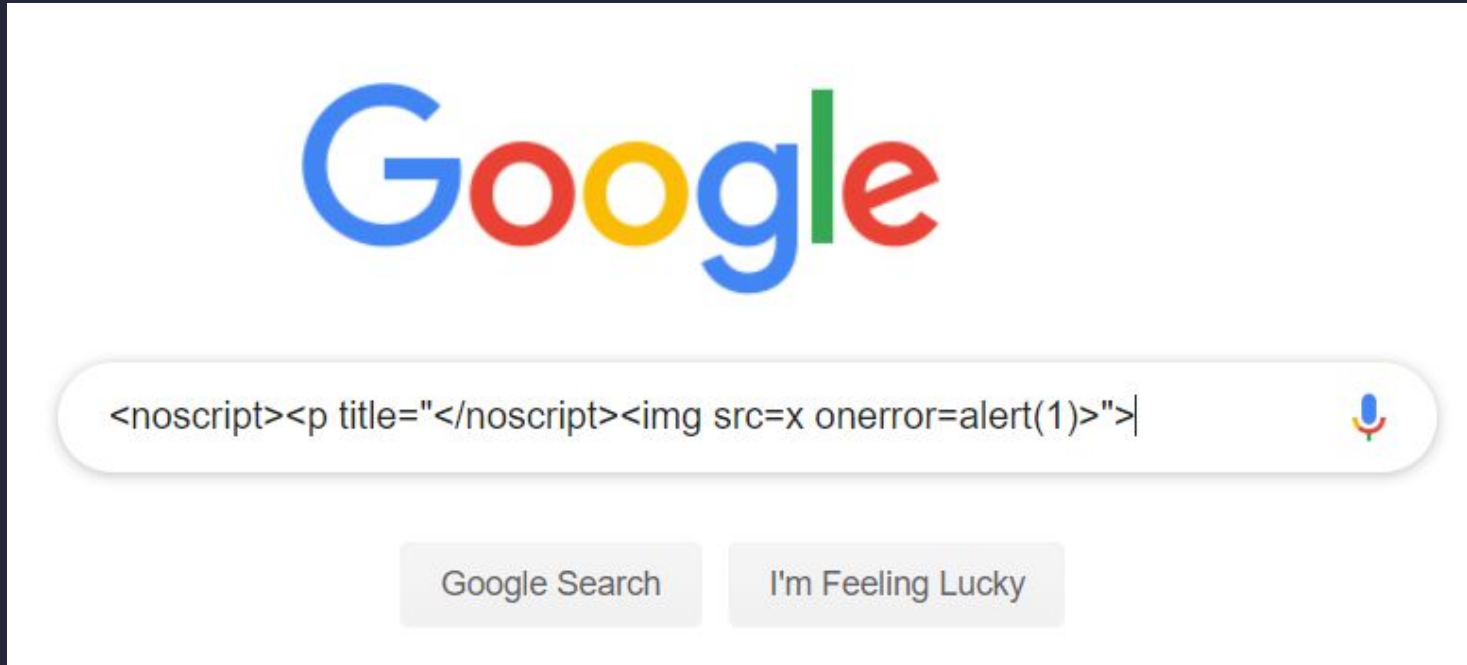 Google
<noscript><p title="</noscript><img src=x onerror=alert(1)>">
Google Search
I'm Feeling Lucky